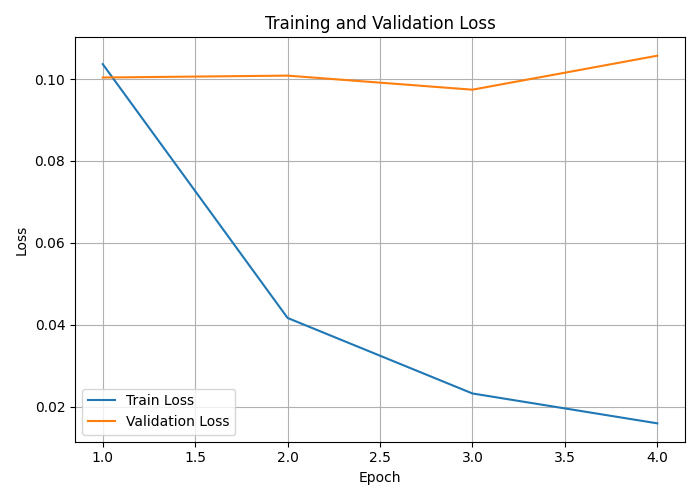 Training and Validation Loss
Loss
0.10
0.08
0.06
0.04
0.02
Train Loss
Validation Loss
1.0 1.5 2.0 2.5 3.0 3.5 4.0
Epoch